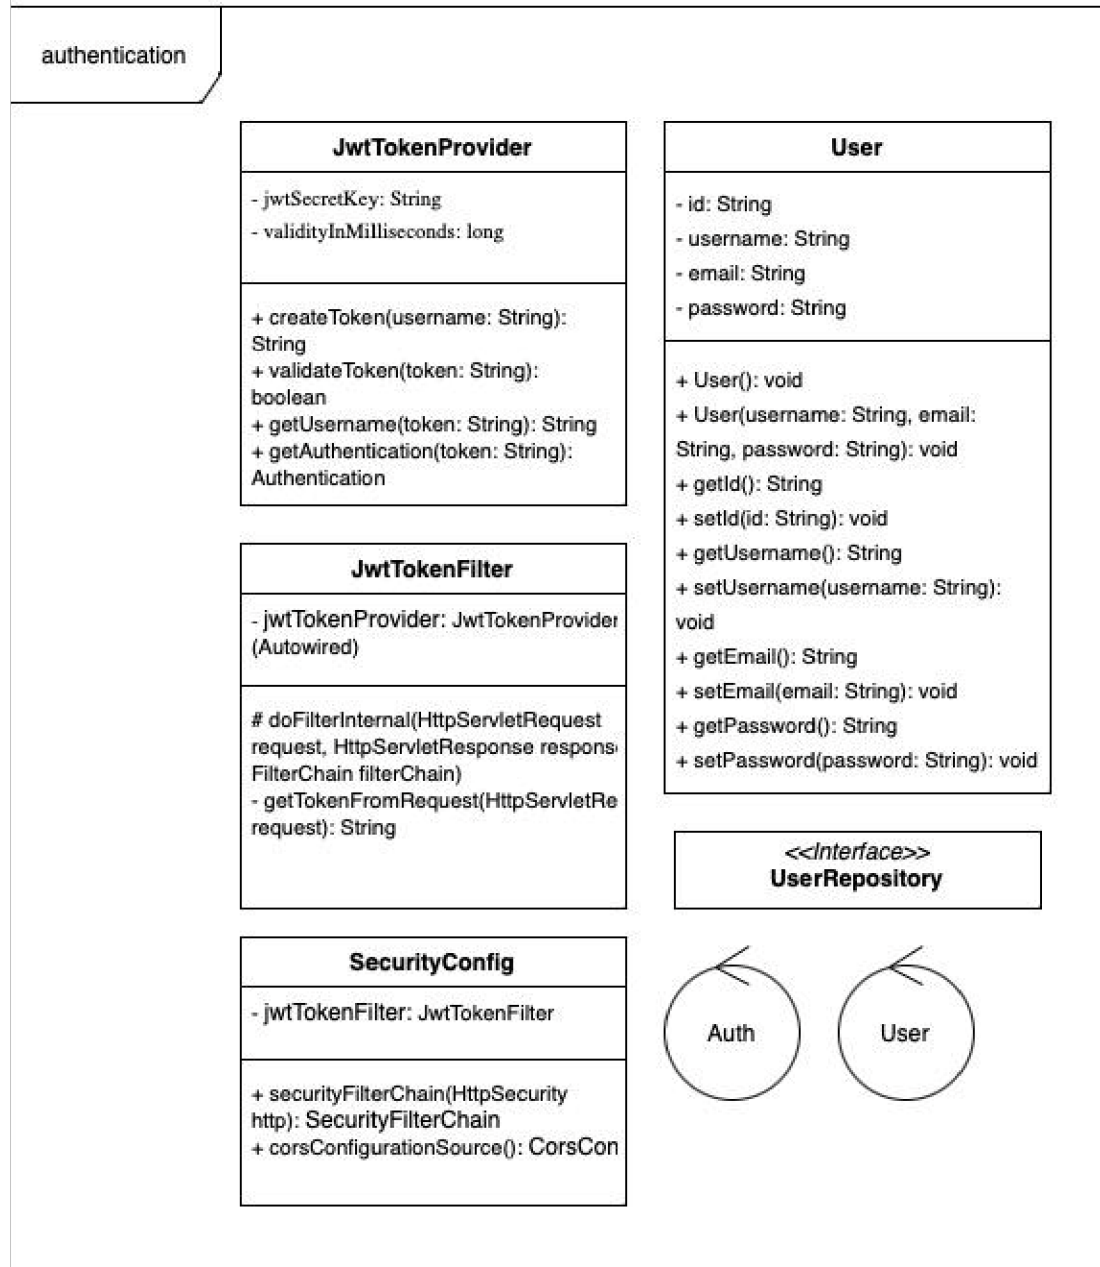 authentication
JwtTokenProvider
- jwtSecretKey: String
- validityInMilliseconds: long
+ createToken(username: String):
String
+ validateToken(token: String):
boolean
+ getUsername(token: String): String
+ getAuthentication(token: String):
Authentication
JwtTokenFilter
- jwtTokenProvider: JwtTokenProvider
(Autowired)
# doFilterInternal(HttpServletRequest
request, HttpServletResponse respons
FilterChain filterChain)
- getTokenFromRequest(HttpServletRe
request): String
SecurityConfig
- jwtTokenFilter: JwtTokenFilter
+ securityFilterChain(HttpSecurity
http): SecurityFilterChain
+ corsConfigurationSource(): CorsCon
User
- id: String
- username: String
- email: String
- password: String
+ User(): void
+ User(username: String, email:
String, password: String): void
+ getId(): String
+ setId(id: String): void
+ getUsername(): String
+ setUsername(username: String):
void
+ getEmail(): String
+ setEmail(email: String): void
+ getPassword(): String
+ setPassword(password: String): void
<<Interface>>
UserRepository
Auth
User